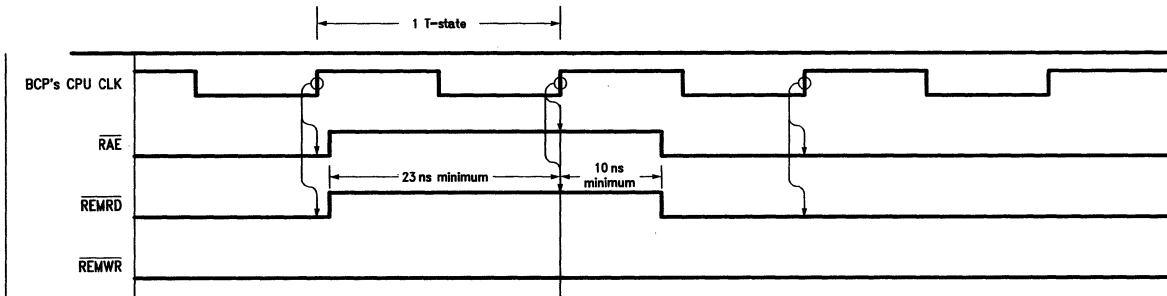 1 T-state
BCP's CPU CLK
RAE
10 ns
minimum
23 ns minimum
REMRD
REMWR